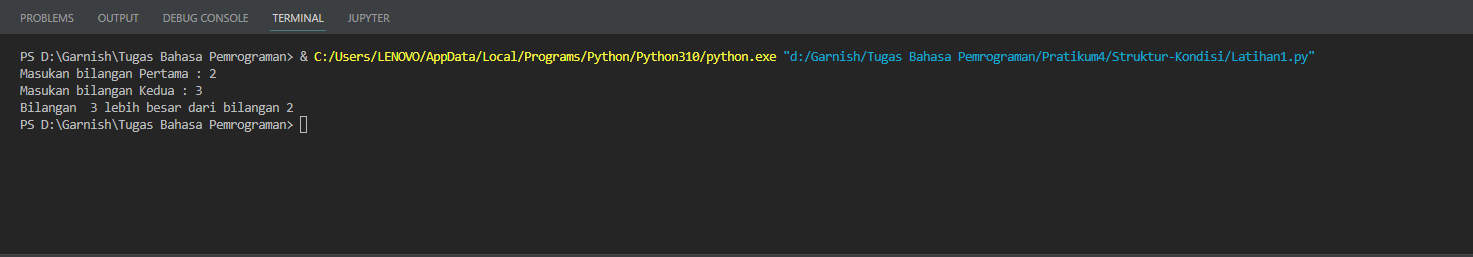 PROBLEMS OUTPUT DEBUG CONSOLE TERMINAL JUPYTER
PS D:\Garnish\Tugas Bahasa Pemrograman> & C:/Users/LENOVO/AppData/Local/Programs/Python/Python310/python.exe "d:/Garnish/Tugas Bahasa Pemrograman/Pratikum4/Struktur-Kondisi/Latihan1.py"
Masukan bilangan Pertama : 2
Masukan bilangan Kedua : 3
Bilangan  3 lebih besar dari bilangan 2
PS D:\Garnish\Tugas Bahasa Pemrograman>